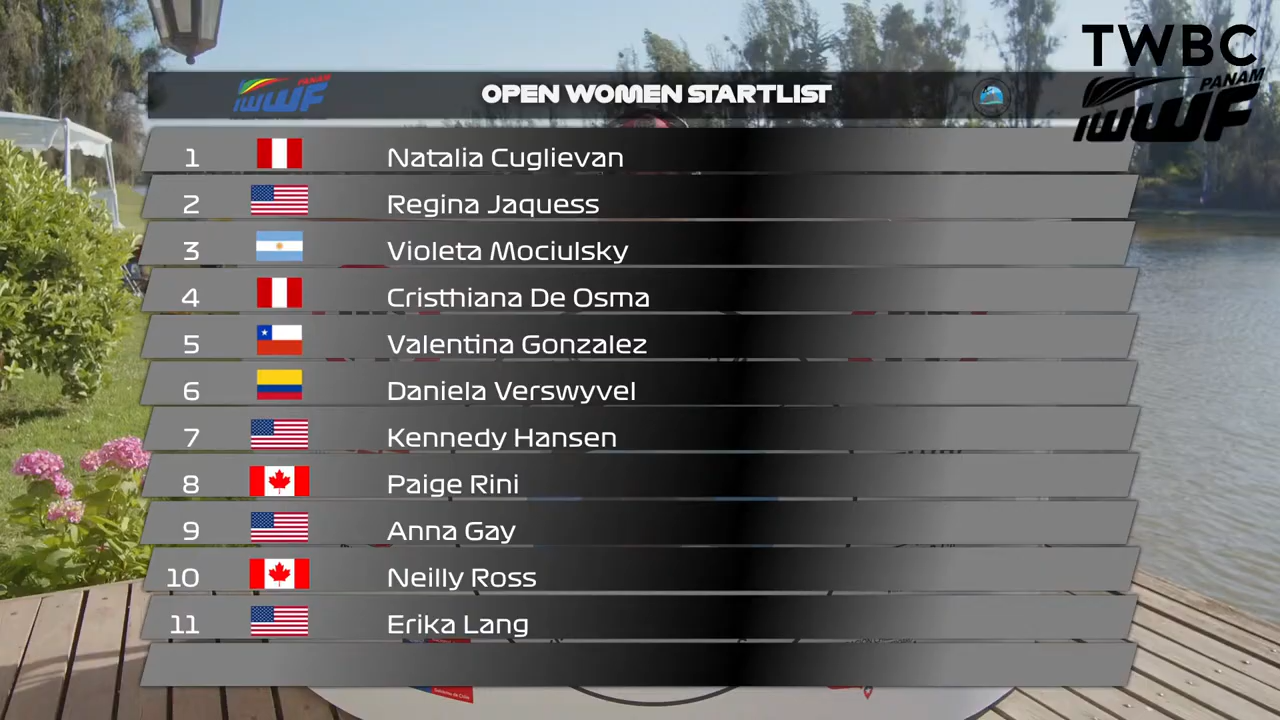 TWBC
PANAM
IWWF
PANAM
IWWF
OPEN WOMEN STARTLIST
1 Natalia Cuglievan
2 Regina Jaquess
3 Violeta Mociulsky
4 Cristhiana De Osma
5 Valentina Gonzalez
6 Daniela Verswyvel
7 Kennedy Hansen
8 Paige Rini
9 Anna Gay
10 Neilly Ross
11 Erika Lang